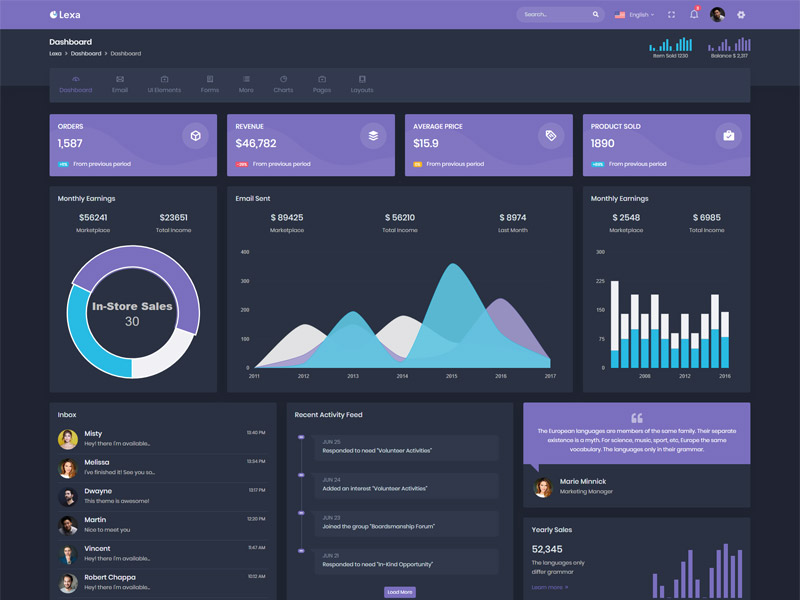 Lexa
Search...
English
Dashboard
Lexa > Dashboard > Dashboard
Item Sold 1230
Balance $ 2,317
Dashboard
Email
UI Elements
Forms
More
Charts
Pages
Layouts
ORDERS
1,587
From previous period
REVENUE
$46,782
From previous period
AVERAGE PRICE
$15.9
From previous period
PRODUCT SOLD
1890
From previous period
Monthly Earnings
$56241
$23651
Marketplace
Total Income
In-Store Sales
30
Email Sent
$ 89425
$ 56210
$ 8974
Marketplace
Total Income
Last Month
400
300
200
100
0
2011
2012
2013
2014
2015
2016
2017
Monthly Earnings
$ 2548
$ 6985
Marketplace
Total Income
300
225
150
75
0
2008
2012
2016
Inbox
Misty
13:40 PM
Hey! there I'm available...
Melissa
13:34 PM
I've finished it! See you so...
Dwayne
13:17 PM
This theme is awesome!
Martin
12:20 PM
Nice to meet you
Vincent
11:47 AM
Hey! there I'm available...
Robert Chappa
10:12 AM
Hey! there I'm available...
Recent Activity Feed
JUN 25
Responded to need "Volunteer Activities"
JUN 24
Added an interest "Volunteer Activities"
JUN 23
Joined the group "Boardsmanship Forum"
JUN 21
Responded to need "In-Kind Opportunity"
Load More
The European languages are members of the same family. Their separate
existence is a myth. For science, music, sport, etc, Europe the same
vocabulary. The languages only in their grammar.
Marie Minnick
Marketing Manager
Yearly Sales
52,345
The languages only
differ grammar
Learn more